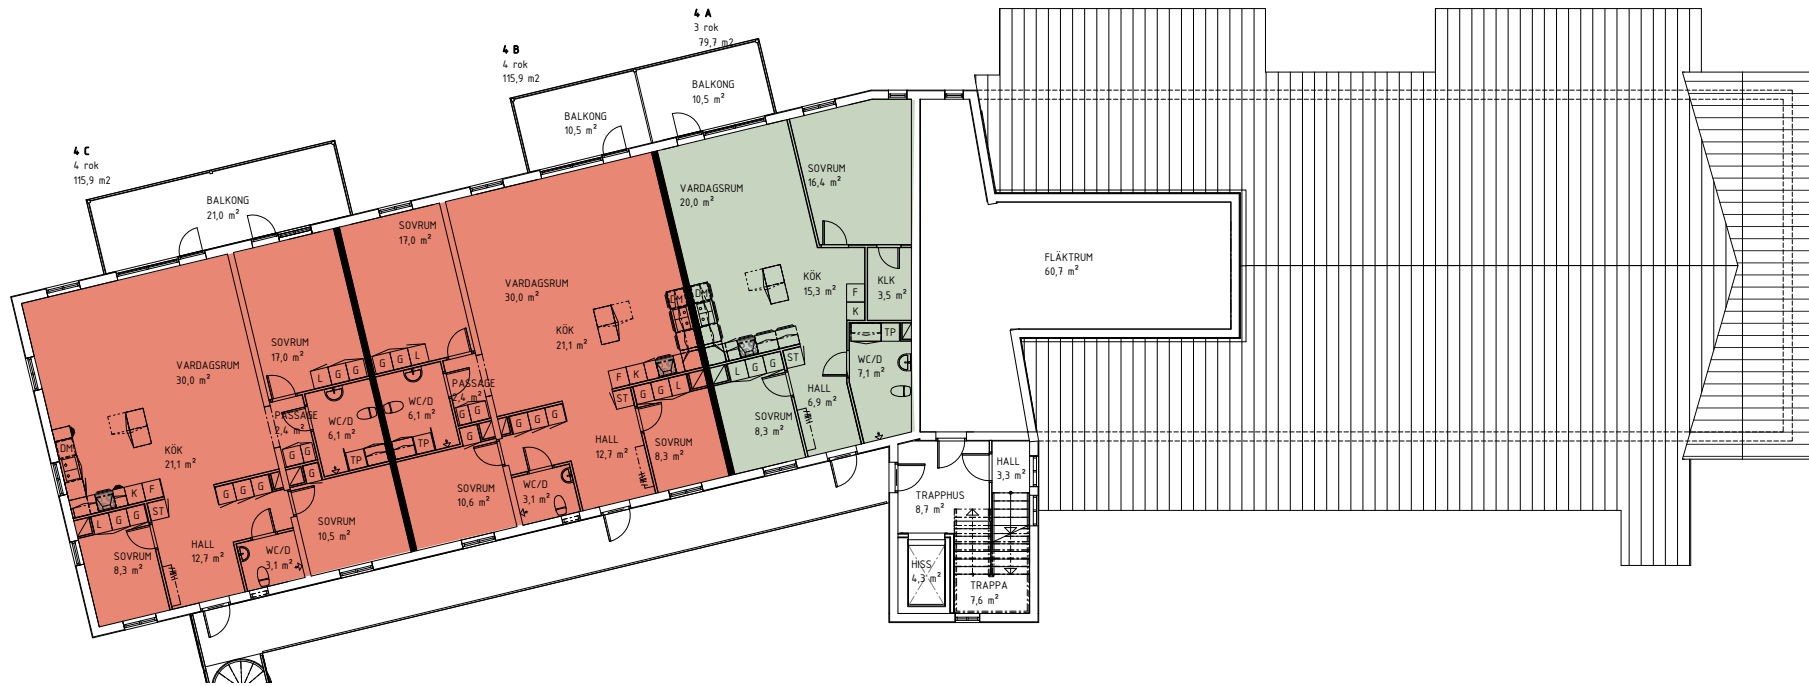 4 A
3 rok
79,7 m2
4 B
4 rok
115,9 m2
BALKONG
10,5 m²
BALKONG
10,5 m²
4 C
4 rok
115,9 m2
BALKONG
21,0 m²
SOVRUM
16,4 m²
VARDAGSRUM
20,0 m²
SOVRUM
17,0 m²
FLÄKTRUM
60,7 m²
VARDAGSRUM
30,0 m²
KÖK
15,3 m²
KLK
3,5 m²
F
K
DM
DM
KÖK
21,1 m²
TP
SOVRUM
17,0 m²
VARDAGSRUM
30,0 m²
G
G
L
L
G
G
F
K
L
G
G
ST
WC/D
7,1 m²
PASSAGE
2,4 m²
ST
G
G
L
HALL
6,9 m²
WC/D
6,1 m²
G
G
G
G
G
G
PASSAGE
2,4 m²
WC/D
6,1 m²
SOVRUM
8,3 m²
TP
HALL
12,7 m²
SOVRUM
8,3 m²
DM
KÖK
21,1 m²
G
G
G
TP
HALL
3,3 m²
G
G
G
K
F
ST
L
G
G
SOVRUM
10,6 m²
WC/D
3,1 m²
TRAPPHUS
8,7 m²
SOVRUM
10,5 m²
HALL
12,7 m²
WC/D
3,1 m²
SOVRUM
8,3 m²
HISS
4,3 m²
TRAPPA
7,6 m²